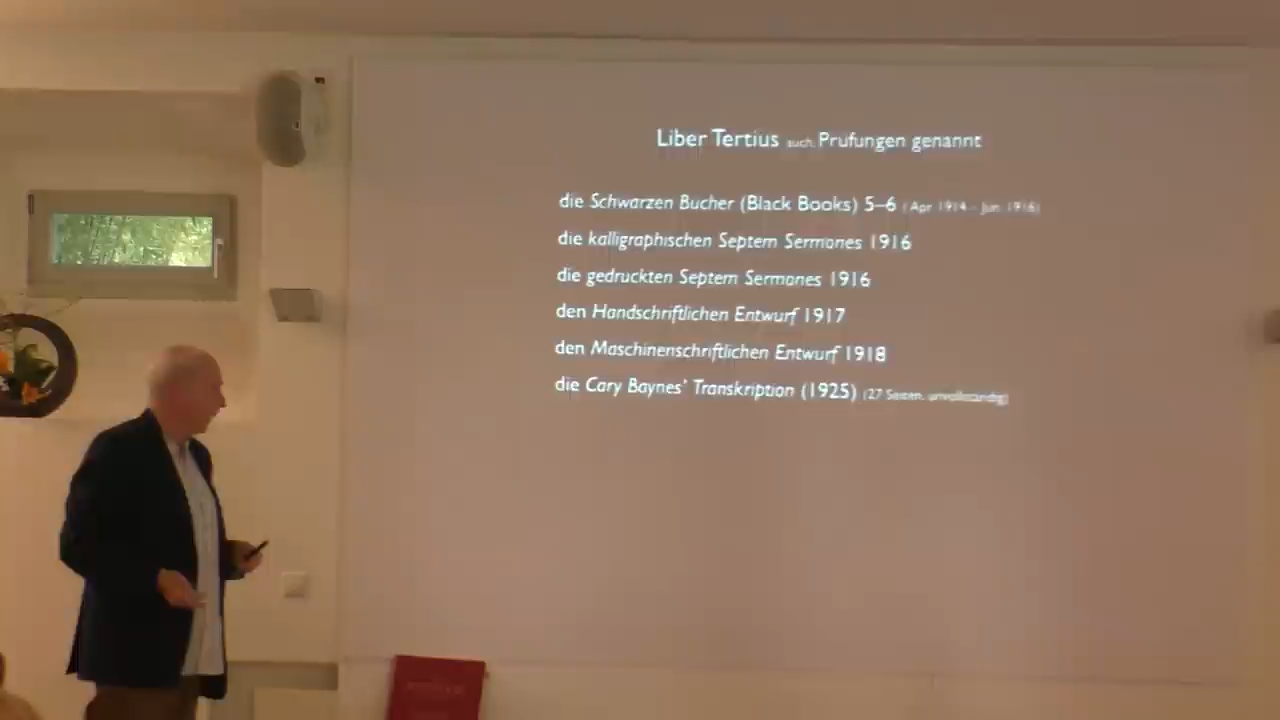 Liber Tertius auch Prüfungen genannt
die Schwarzen Bücher (Black Books) 5–6 (Apr 1914 - Jun 1916)
die kalligraphischen Septem Sermones 1916
die gedruckten Septem Sermones 1916
den Handschriftlichen Entwurf 1917
den Maschinenschriftlichen Entwurf 1918
die Cary Baynes' Transkription (1925) (27 Seiten, unvollständig)